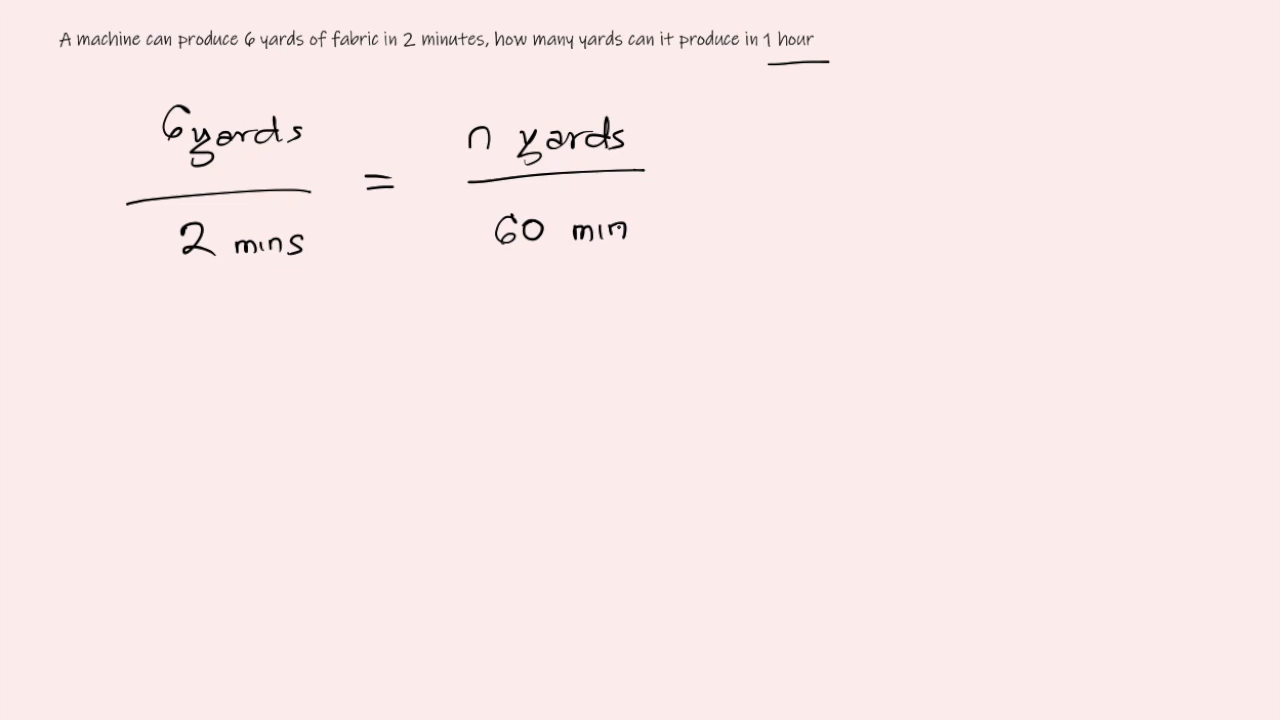 A machine can produce 6 yards of fabric in 2 minutes, how many yards can it produce in 1 hour
6 yards
2 mins
=
n yards
60 min